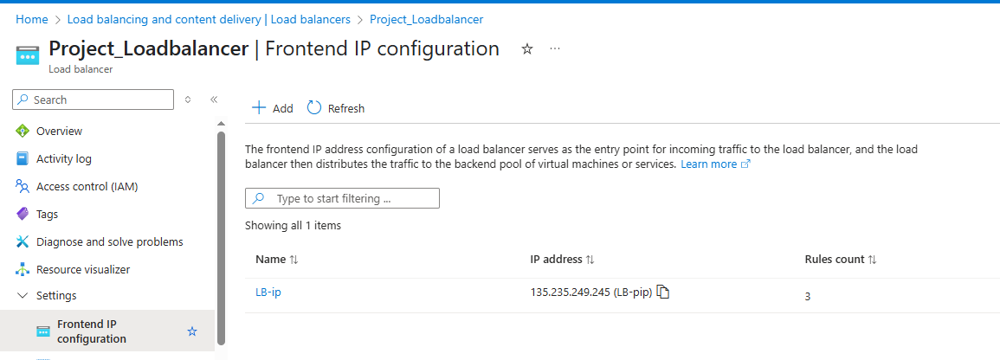 Home > Load balancing and content delivery | Load balancers > Project_Loadbalancer
Project_Loadbalancer | Frontend IP configuration
Load balancer
Search
Overview
Activity log
Access control (IAM)
Tags
Diagnose and solve problems
Resource visualizer
Settings
Frontend IP
configuration
Add Refresh
The frontend IP address configuration of a load balancer serves as the entry point for incoming traffic to the load balancer, and the load
balancer then distributes the traffic to the backend pool of virtual machines or services. Learn more
Type to start filtering ...
Showing all 1 items
Name IP address Rules count
LB-ip 135.235.249.245 (LB-pip) 3